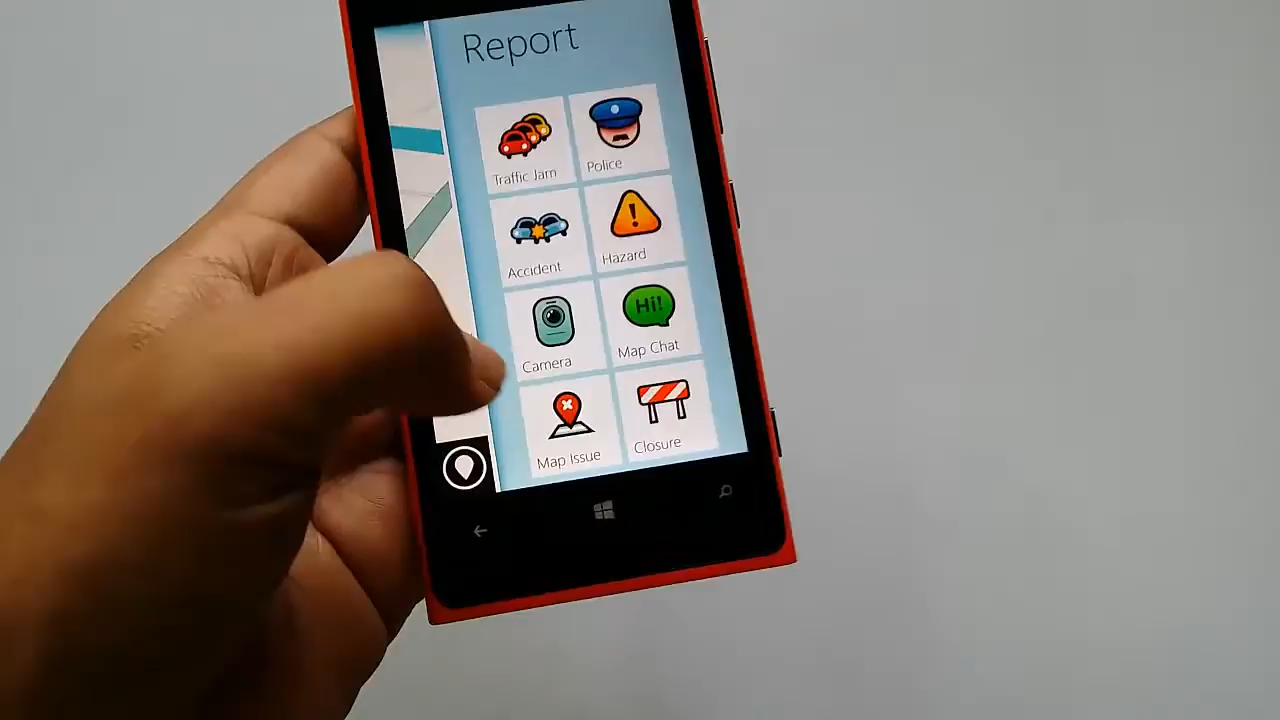 Report
Traffic Jam
Police
Accident
Hazard
Camera
Hi!
Map Chat
Map Issue
Closure